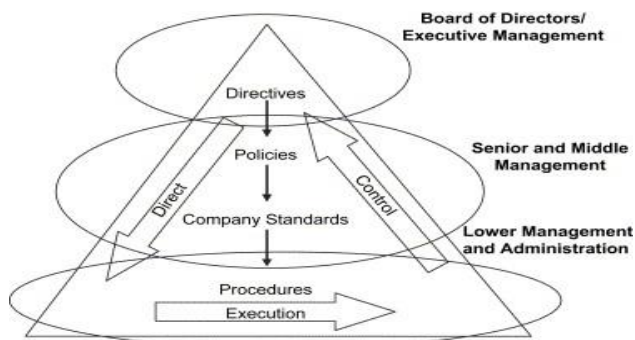 Board of Directors/
Executive Management
Directives
Policies
Senior and Middle
Management
Direct
Control
Company Standards
Lower Management
and Administration
Procedures
Execution